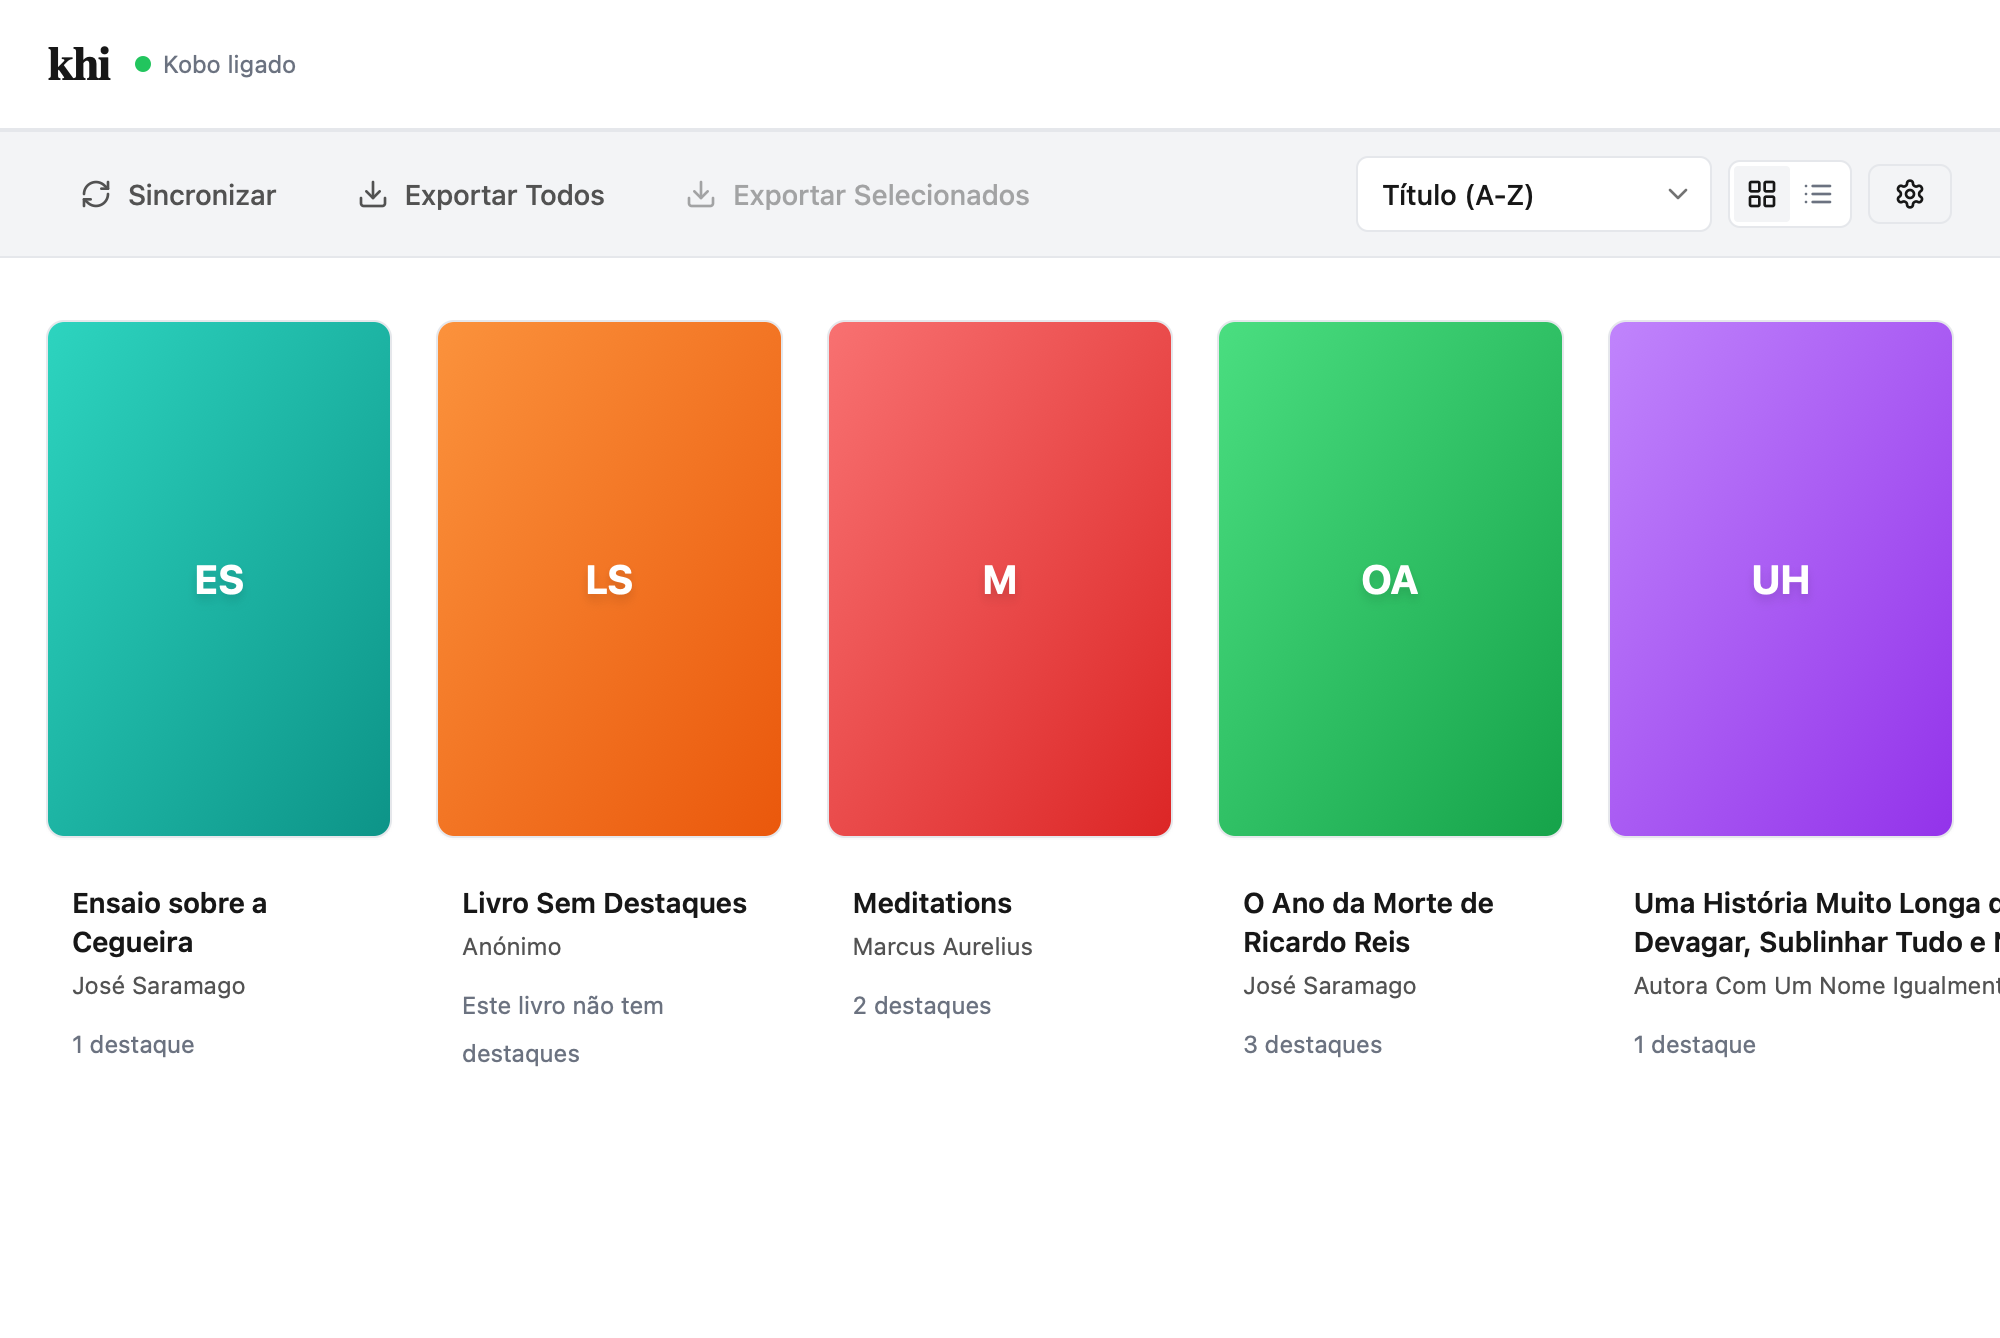 khi
Kobo ligado
Sincronizar
Exportar Todos
Exportar Selecionados
Título (A-Z)
ES
LS
M
OA
UH
Ensaio sobre a
Cegueira
José Saramago
1 destaque
Livro Sem Destaques
Anónimo
Este livro não tem
destaques
Meditations
Marcus Aurelius
2 destaques
O Ano da Morte de
Ricardo Reis
José Saramago
3 destaques
Uma História Muito Longa
Devagar, Sublinhar Tudo e
Autora Com Um Nome
1 destaque